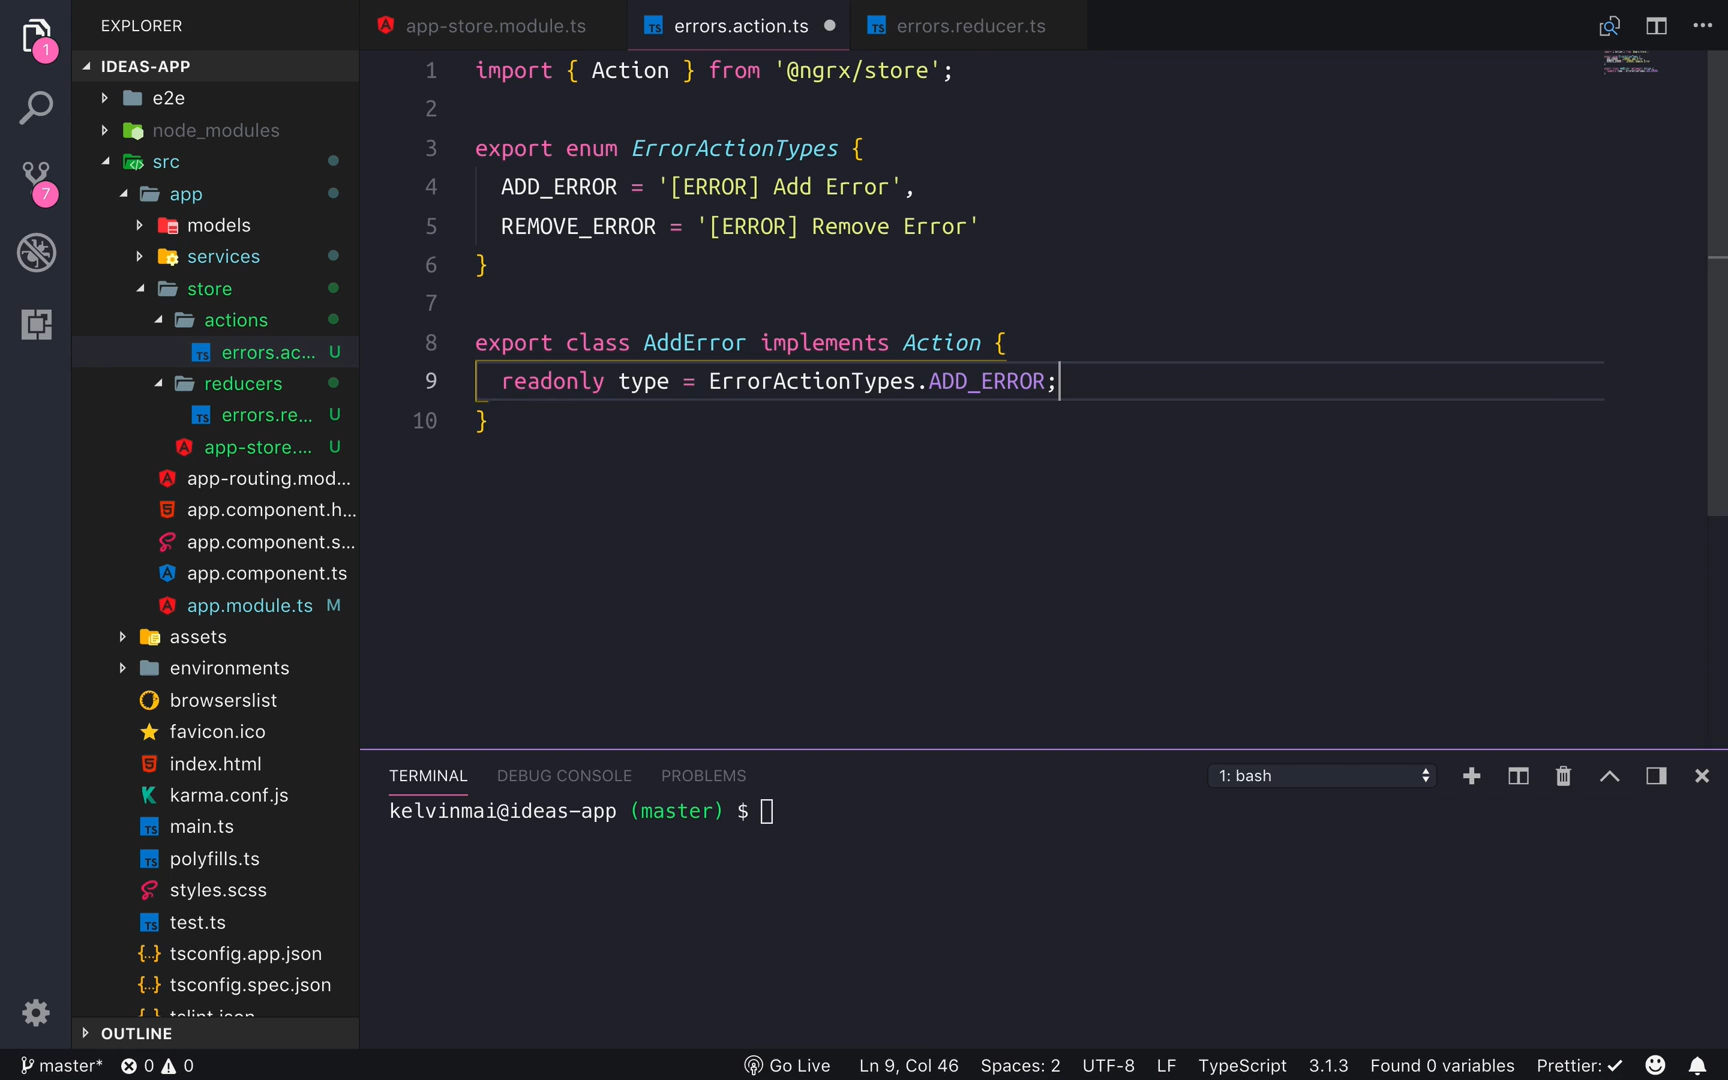 EXPLORER
IDEAS-APP
e2e
node_modules
src
app
models
services
store
actions
errors.ac... U
reducers
errors.re... U
app-store.... U
app-routing.mod...
app.component.h...
app.component.s...
app.component.ts
app.module.ts M
assets
environments
browserslist
favicon.ico
index.html
karma.conf.js
main.ts
polyfills.ts
styles.scss
test.ts
tsconfig.app.json
tsconfig.spec.json
tslint.json
OUTLINE
1
7
app-store.module.ts
errors.action.ts
errors.reducer.ts
1 import { Action } from '@ngrx/store';
2
3 export enum ErrorActionTypes {
4 ADD_ERROR = '[ERROR] Add Error',
5 REMOVE_ERROR = '[ERROR] Remove Error'
6 }
7
8 export class AddError implements Action {
9 readonly type = ErrorActionTypes.ADD_ERROR;
10 }
TERMINAL DEBUG CONSOLE PROBLEMS 1: bash
kelvinmai@ideas-app (master) $
master* 0 0 Go Live Ln 9, Col 46 Spaces: 2 UTF-8 LF TypeScript 3.1.3 Found 0 variables Prettier: ✓